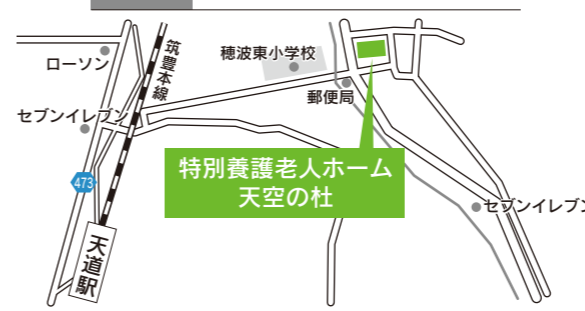 ローソン
筑豊本線
穂波東小学校
郵便局
セブンイレブン
特別養護老人ホーム
天空の杜
473
セブンイレブ
天道駅